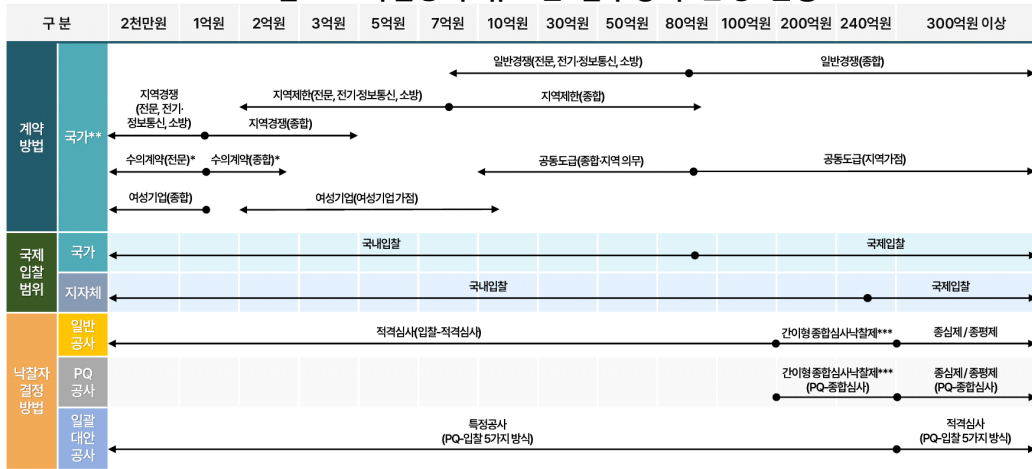 구 분 2천만원 1억원 2억원 3억원 5억원 7억원 10억원 30억원 50억원 80억원 100억원 200억원 240억원 300억원 이상
계약
방법
국가**
일반경쟁(전문, 전기·정보통신, 소방)
일반경쟁(종합)
지역경쟁
(전문, 전기·
정보통신, 소방)
지역제한(전문, 전기·정보통신, 소방)
지역제한(종합)
지역경쟁(종합)
수의계약(전문)*
수의계약(종합)*
공동도급(종합·지역 의무)
공동도급(지역가점)
여성기업(종합)
여성기업(여성기업 가점)
국제
입찰
범위
국가
국내입찰
국제입찰
지자체
국내입찰
국제입찰
낙찰자
결정
방법
일반
공사
적격심사(입찰-적격심사)
간이형 종합심사낙찰제***
종심제 / 종평제
PQ
공사
간이형 종합심사낙찰제***
(PQ-종합심사)
종심제 / 종평제
(PQ-종합심사)
일괄
대안
공사
특정공사
(PQ-입찰 5가지 방식)
적격심사
(PQ-입찰 5가지 방식)